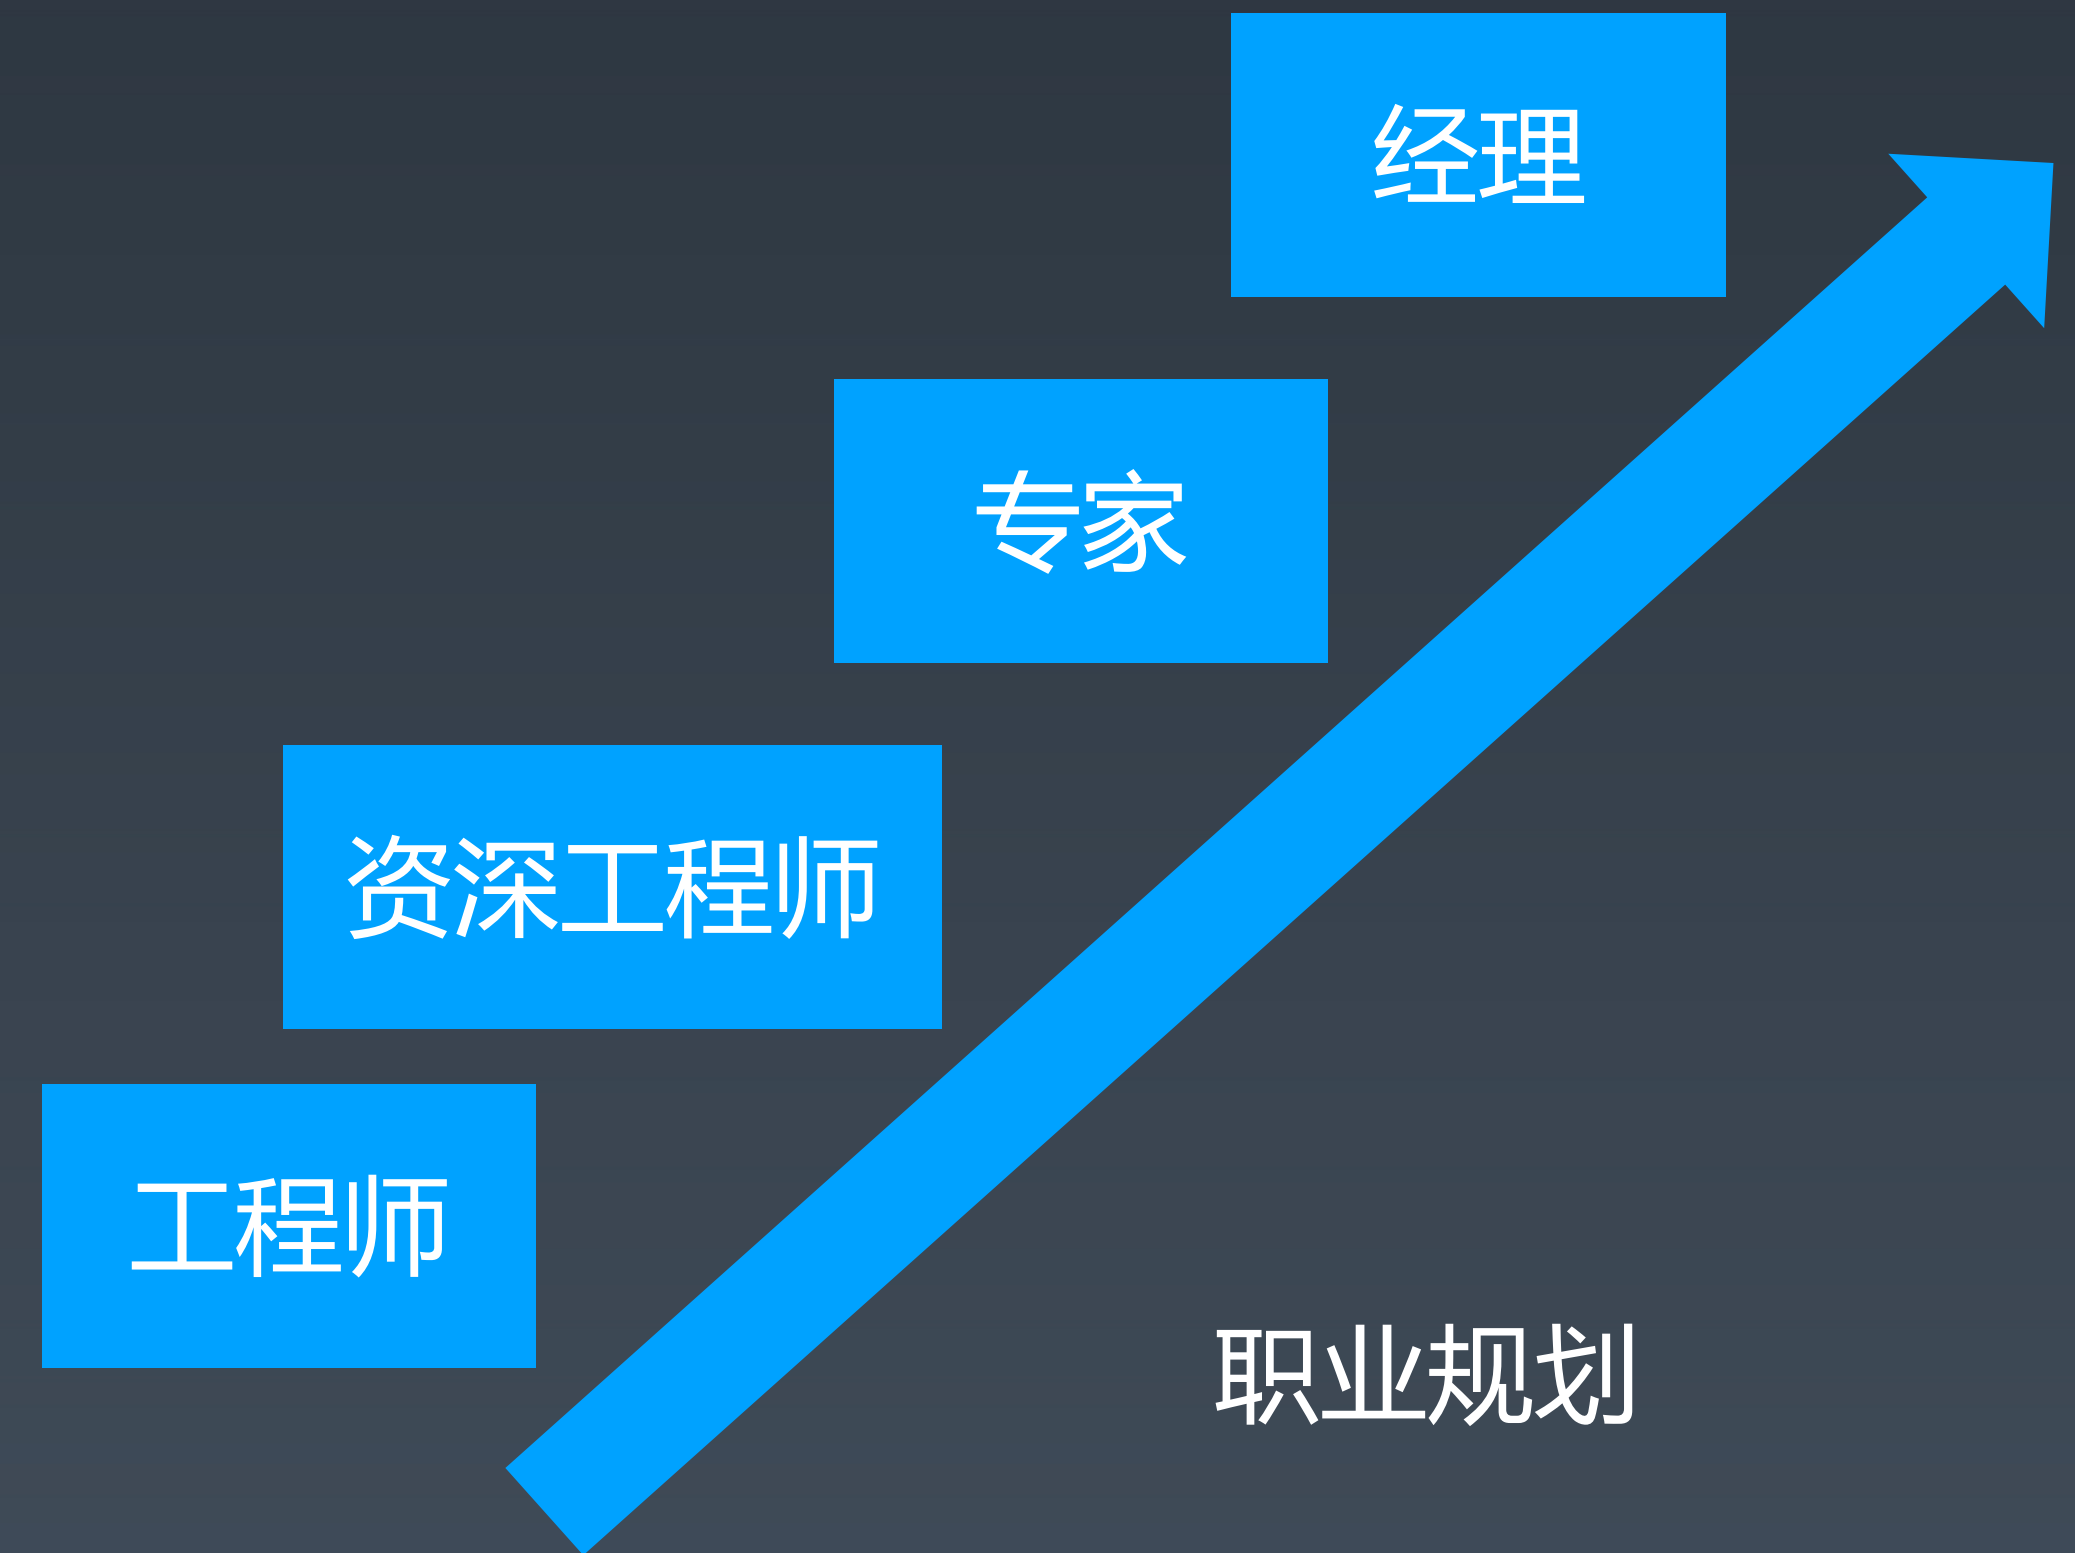 经理
专家
资深工程师
工程师
职业规划